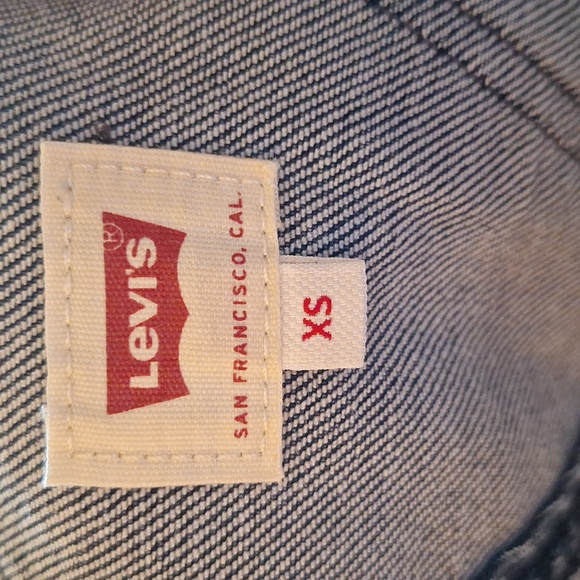 Levi's®
SAN FRANCISCO, CAL.
XS